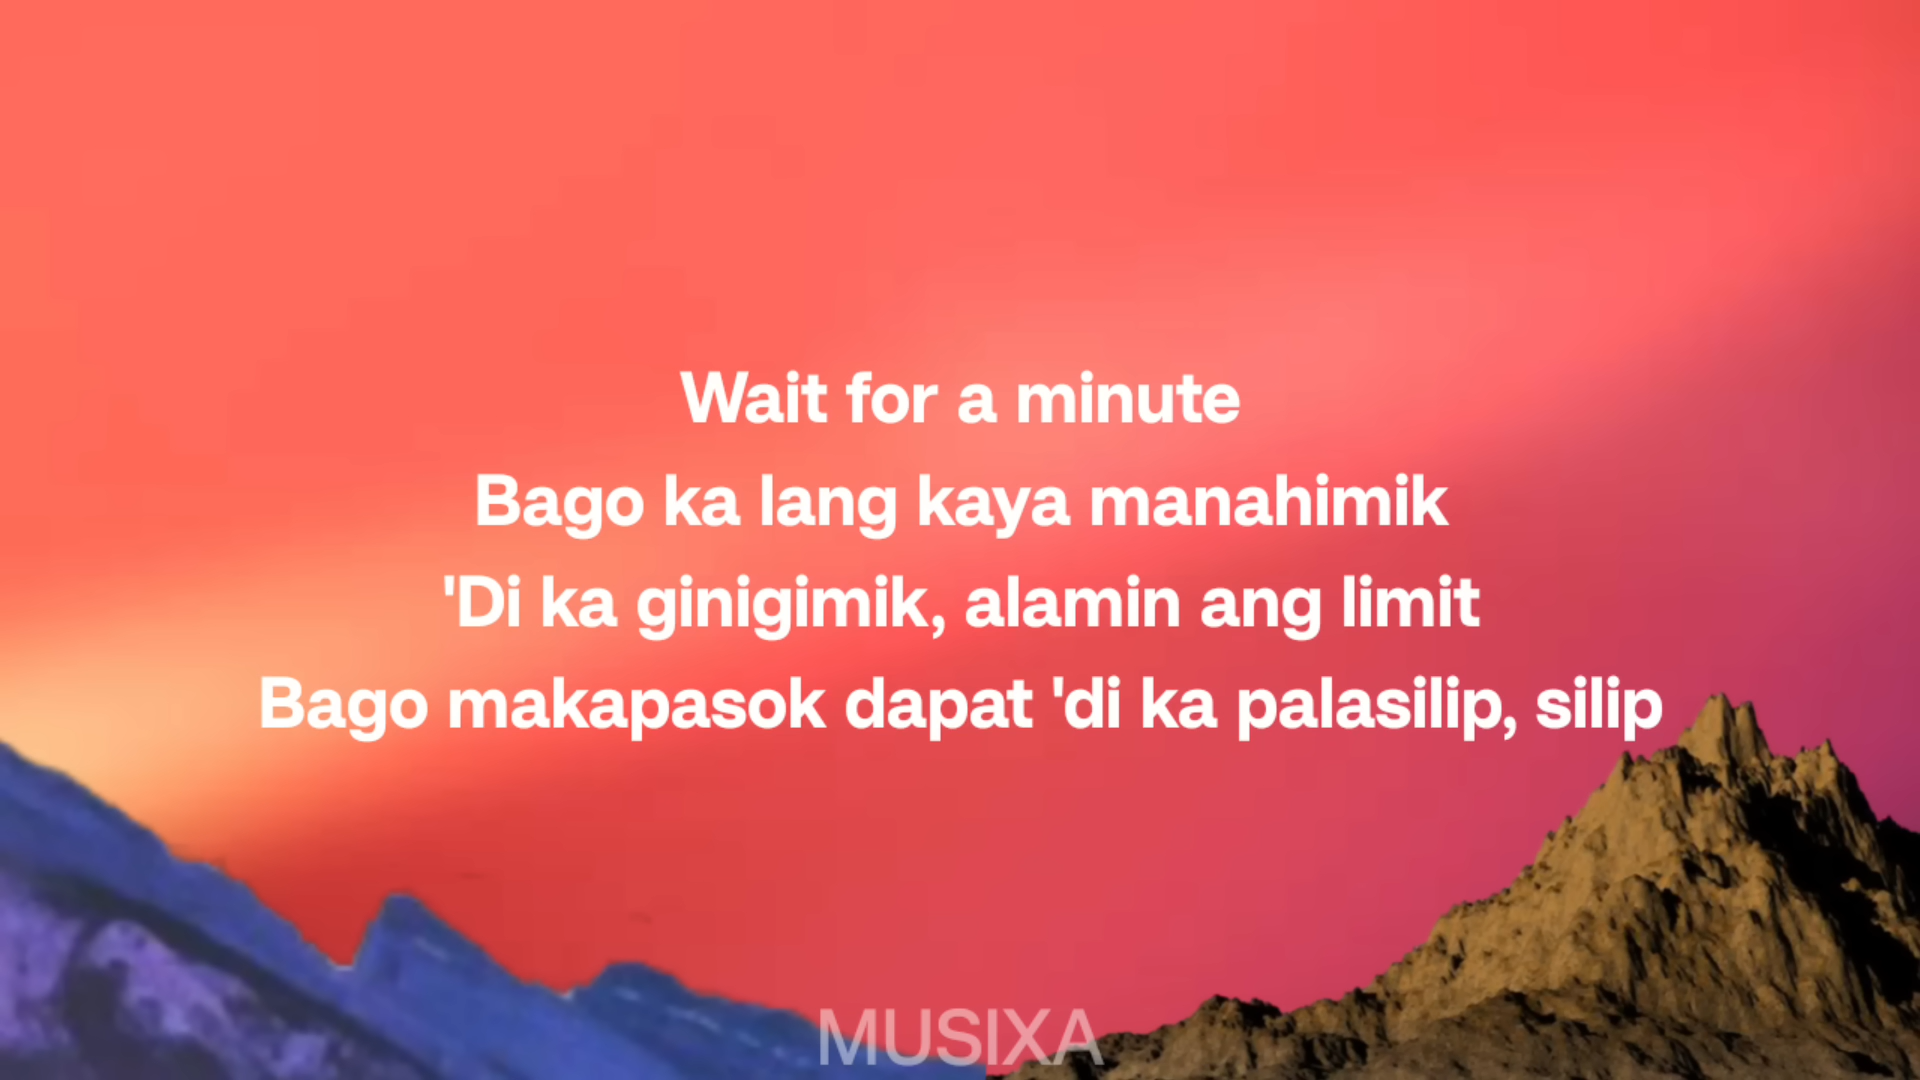 Wait for a minute
Bago ka lang kaya manahimik
'Di ka ginigimik, alamin ang limit
Bago makapasok dapat 'di ka palasilip, silip
MUSIXA